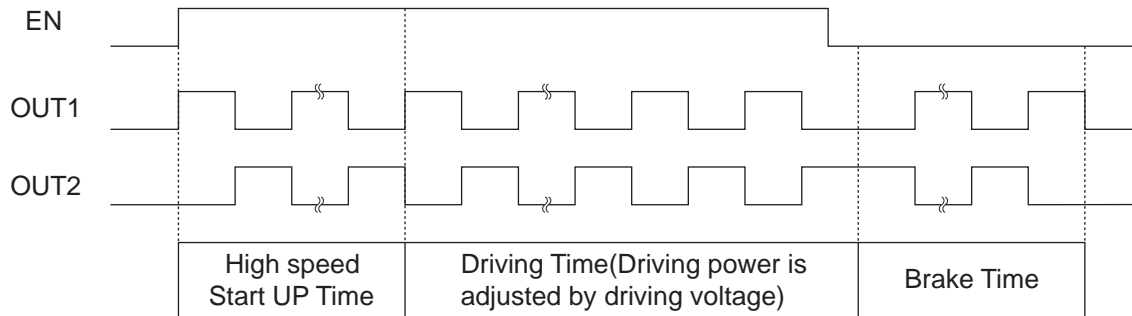 EN
OUT1
OUT2
High speed
Start UP Time
Driving Time(Driving power is
adjusted by driving voltage)
Brake Time